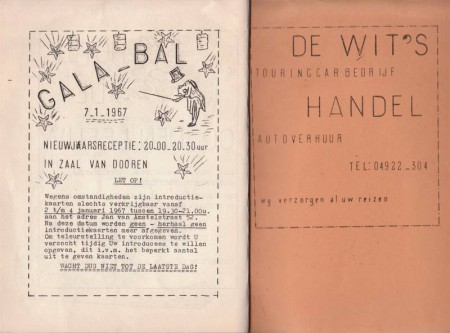 GALA-BAL
7-1-1967
NIEUWJAARSRECEPTIE; 20.00-20.30 uur
IN ZAAL VAN DOOREN
LET OP!
Wegens omstandigheden zijn introductie-
kaarten slechts verkrijgbaar vanaf
2 t/m 4 januari 1967 tussen 19.30-21.00u.
aan het adres Jan van Amstelstraat 52.
Na deze datum worden geen - herhaal geen
introductiekaarten meer afgegeven.
Om teleurstelling te voorkomen wordt U
verzocht tijdig Uw introducees te willen
opgeven, dit i.v.m. het beperkt aantal
uit te geven kaarten.
WACHT DUS NIET TOT DE LAATSTE DAG!
DE WIT'S
TOURINGCARBEDRIJF
HANDEL
AUTOVERHUUR
TEL: 04922-304
wij verzorgen al uw reizen